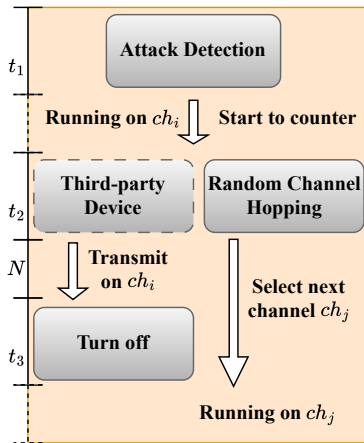 Attack Detection
t₁
Running on chᵢ
Start to counter
Third-party
Device
Random Channel
Hopping
t₂
N
Transmit
on chᵢ
Select next
channel chⱼ
Turn off
t₃
Running on chⱼ